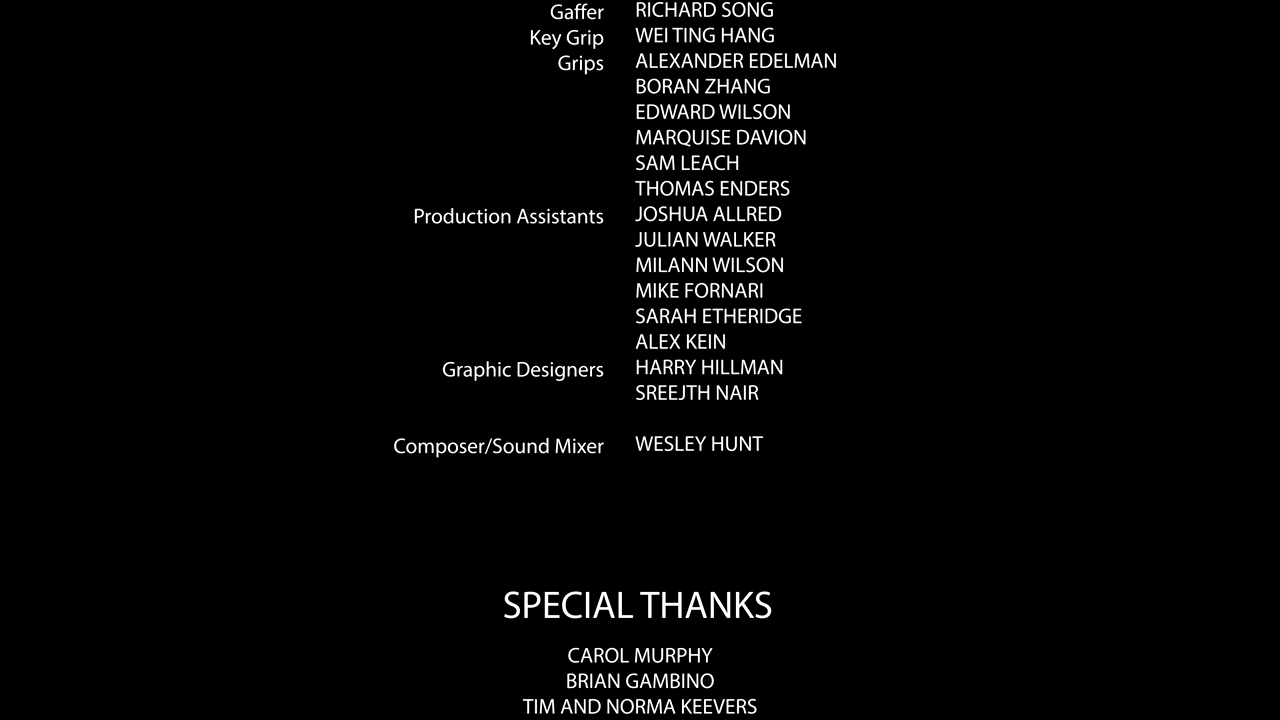 Gaffer RICHARD SONG
Key Grip WEI TING HANG
Grips ALEXANDER EDELMAN
BORAN ZHANG
EDWARD WILSON
MARQUISE DAVION
SAM LEACH
THOMAS ENDERS
Production Assistants JOSHUA ALLRED
JULIAN WALKER
MILANN WILSON
MIKE FORNARI
SARAH ETHERIDGE
ALEX KEIN
Graphic Designers HARRY HILLMAN
SREEJTH NAIR
Composer/Sound Mixer WESLEY HUNT
SPECIAL THANKS
CAROL MURPHY
BRIAN GAMBINO
TIM AND NORMA KEEVERS